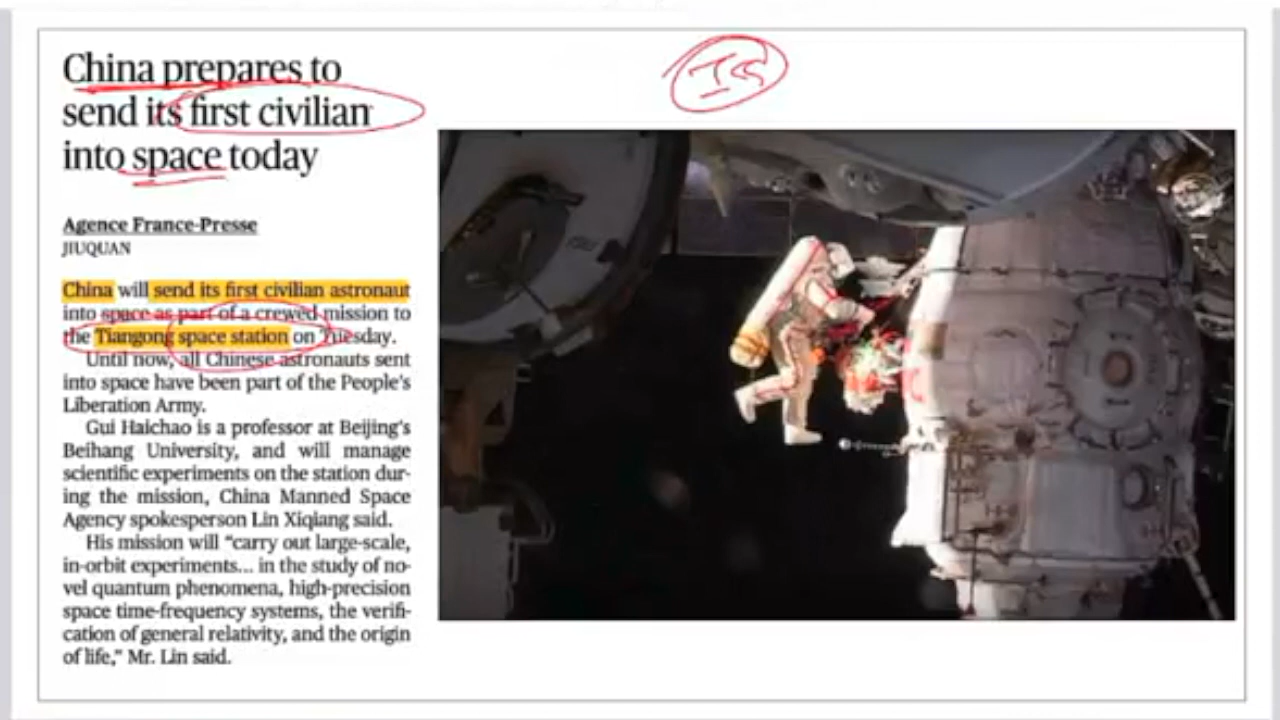 China prepares to
send its first civilian
into space today
Agence France-Presse
JIUQUAN
China will send its first civilian astronaut
into space as part of a crewed mission to
the Tiangong space station on Tuesday.
Until now, all Chinese astronauts sent
into space have been part of the People's
Liberation Army.
Gui Haichao is a professor at Beijing's
Beihang University, and will manage
scientific experiments on the station dur-
ing the mission, China Manned Space
Agency spokesperson Lin Xiqiang said.
His mission will “carry out large-scale,
in-orbit experiments... in the study of no-
vel quantum phenomena, high-precision
space time-frequency systems, the verifi-
cation of general relativity, and the origin
of life,” Mr. Lin said.